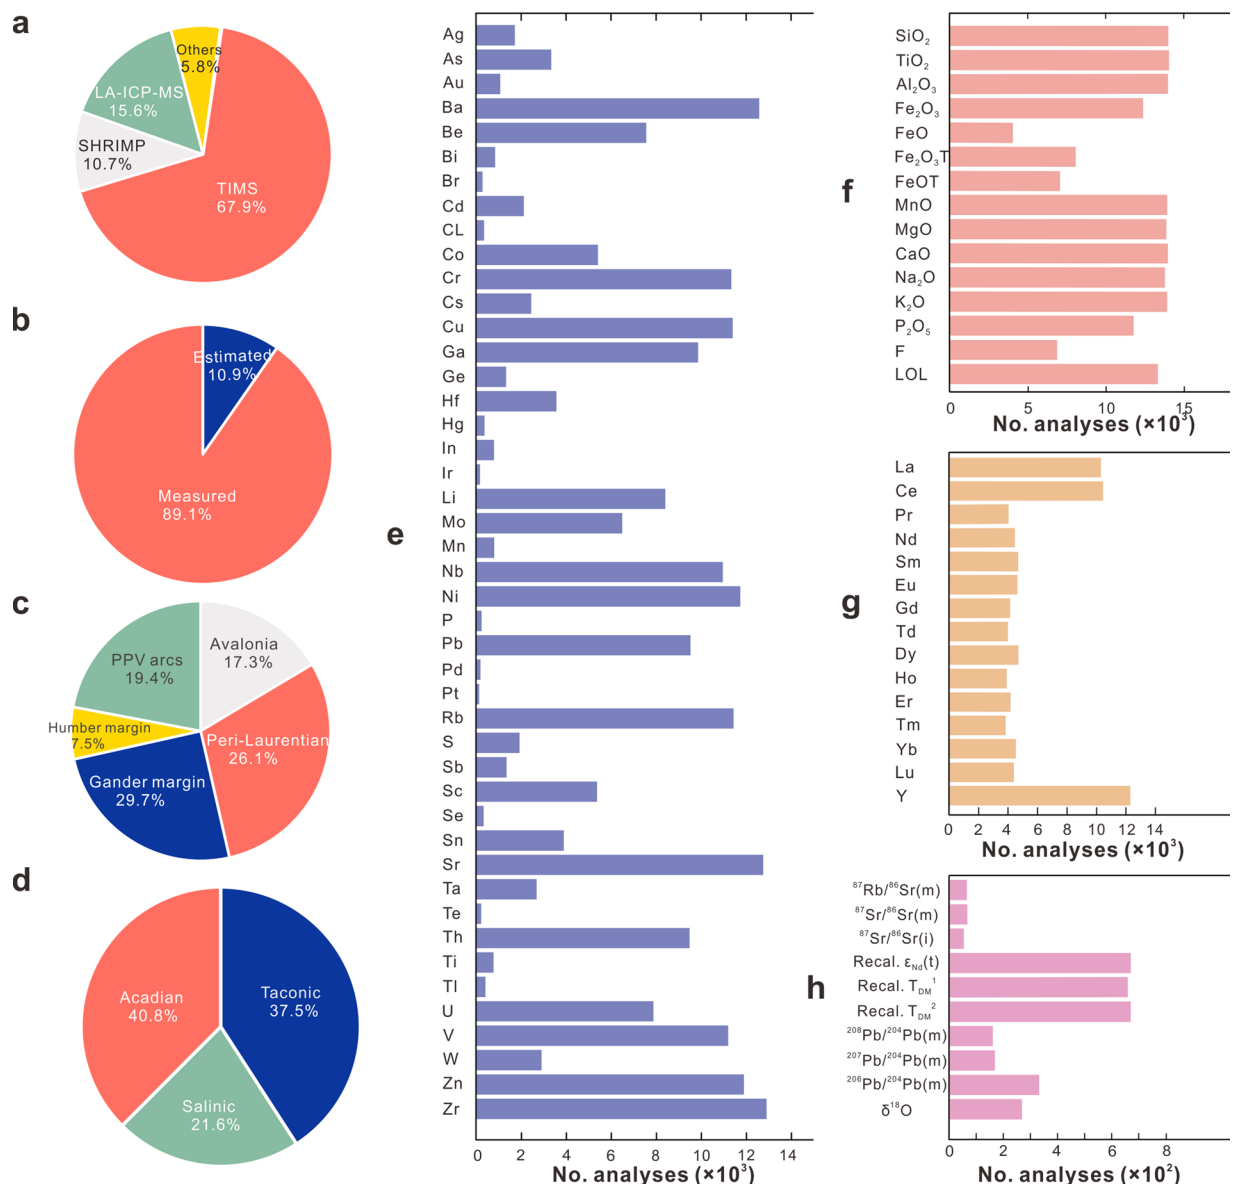 a
Others
5.8%
LA-ICP-MS
15.6%
SHRIMP
10.7%
TIMS
67.9%
b
Estimated
10.9%
Measured
89.1%
c
PPV arcs
19.4%
Avalonia
17.3%
Humber margin
7.5%
Peri-Laurentian
26.1%
Gander margin
29.7%
d
Acadian
40.8%
Taconic
37.5%
Salinic
21.6%
e
Ag
As
Au
Ba
Be
Bi
Br
Cd
CL
Co
Cr
Cs
Cu
Ga
Ge
Hf
Hg
In
Ir
Li
Mo
Mn
Nb
Ni
P
Pb
Pd
Pt
Rb
S
Sb
Sc
Se
Sn
Sr
Ta
Te
Th
Ti
Tl
U
V
W
Zn
Zr
0 2 4 6 8 10 12 14
No. analyses (×10³)
f
SiO₂
TiO₂
Al₂O₃
Fe₂O₃
FeO
Fe₂O₃T
FeOT
MnO
MgO
CaO
Na₂O
K₂O
P₂O₅
F
LOL
0 5 10 15
No. analyses (×10³)
g
La
Ce
Pr
Nd
Sm
Eu
Gd
Td
Dy
Ho
Er
Tm
Yb
Lu
Y
0 2 4 6 8 10 12 14
No. analyses (×10³)
h
⁸⁷Rb/⁸⁶Sr(m)
⁸⁷Sr/⁸⁶Sr(m)
⁸⁷Sr/⁸⁶Sr(i)
Recal. ε_Nd(t)
Recal. T_DM¹
Recal. T_DM²
²⁰⁸Pb/²⁰⁴Pb(m)
²⁰⁷Pb/²⁰⁴Pb(m)
²⁰⁶Pb/²⁰⁴Pb(m)
δ¹⁸O
0 2 4 6 8
No. analyses (×10²)